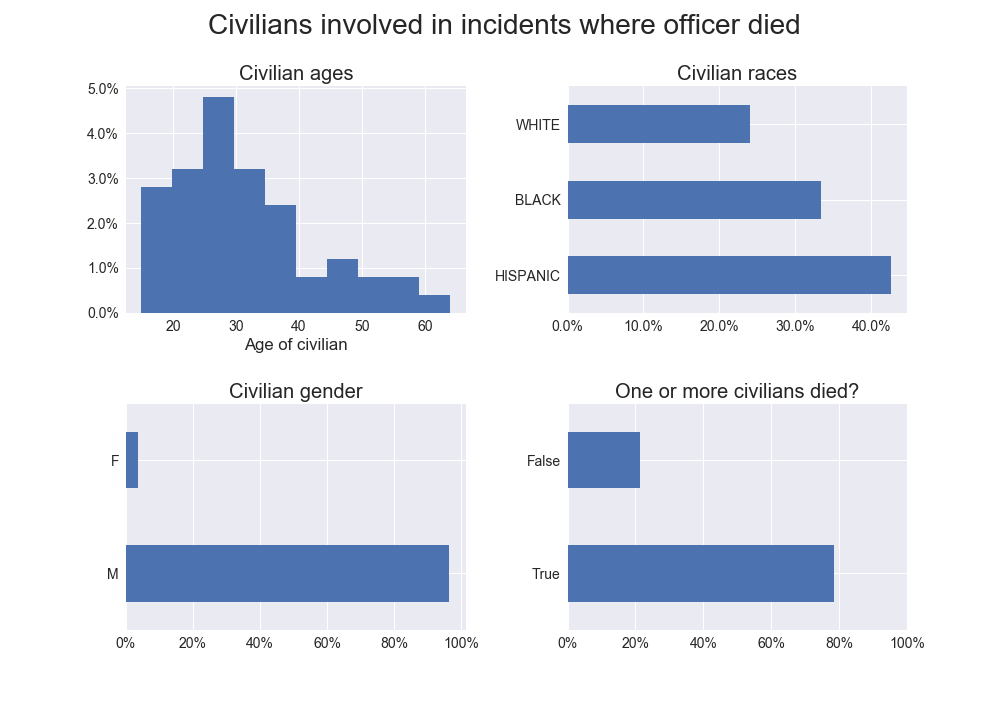 Civilians involved in incidents where officer died
Civilian ages
5.0%
4.0%
3.0%
2.0%
1.0%
0.0%
20 30 40 50 60
Age of civilian
Civilian races
WHITE
BLACK
HISPANIC
0.0% 10.0% 20.0% 30.0% 40.0%
Civilian gender
F
M
0% 20% 40% 60% 80% 100%
One or more civilians died?
False
True
0% 20% 40% 60% 80% 100%